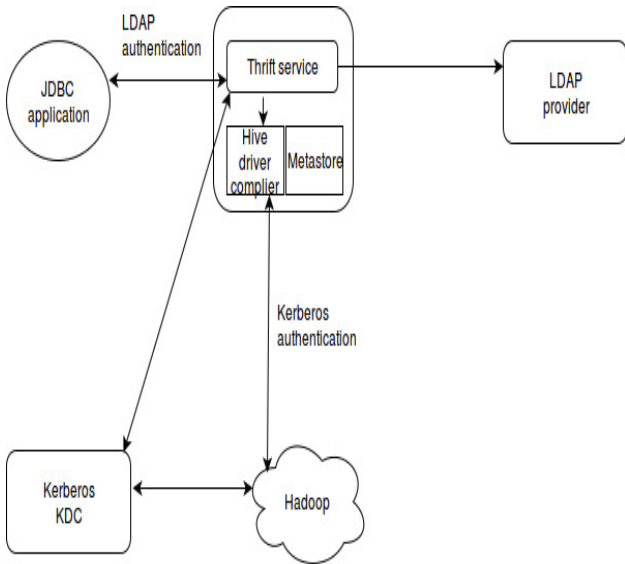 LDAP
authentication
JDBC
application
Thrift service
LDAP
provider
Hive
driver
complier
Metastore
Kerberos
authentication
Kerberos
KDC
Hadoop